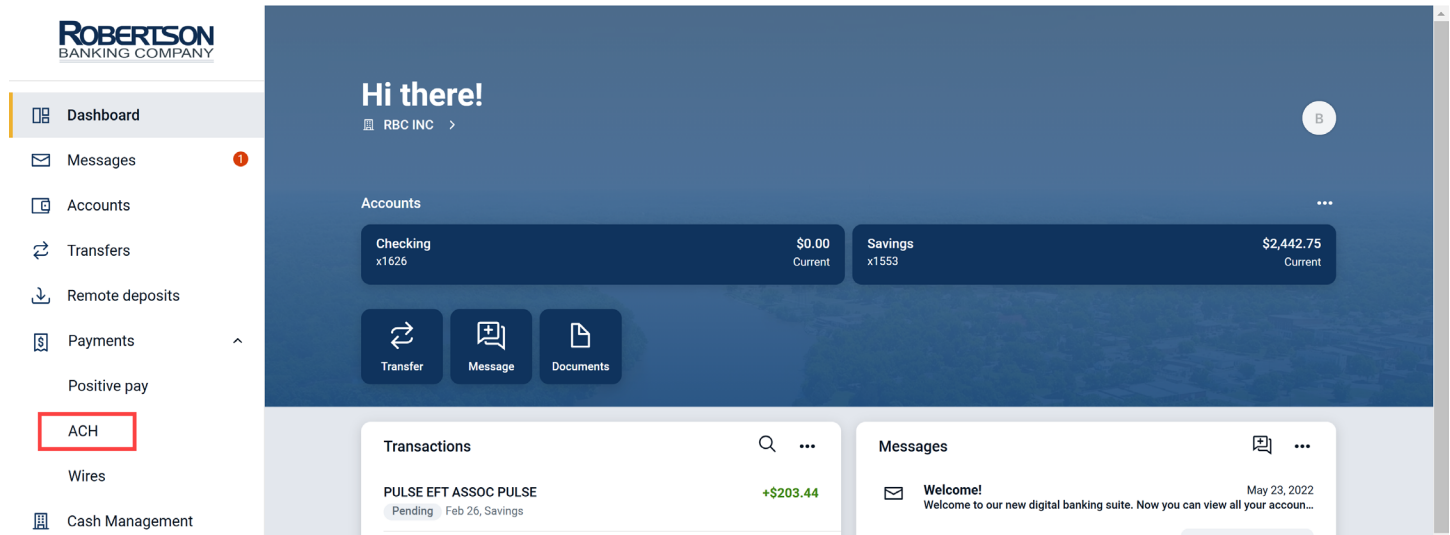 ROBERTSON
BANKING COMPANY
Dashboard
Messages 1
Accounts
Transfers
Remote deposits
Payments
Positive pay
ACH
Wires
Cash Management
Hi there!
RBC INC
B
Accounts
Checking $0.00
x1626 Current
Savings $2,442.75
x1553 Current
Transfer
Message
Documents
Transactions
PULSE EFT ASSOC PULSE +$203.44
Pending Feb 26, Savings
Messages
Welcome! May 23, 2022
Welcome to our new digital banking suite. Now you can view all your accoun...